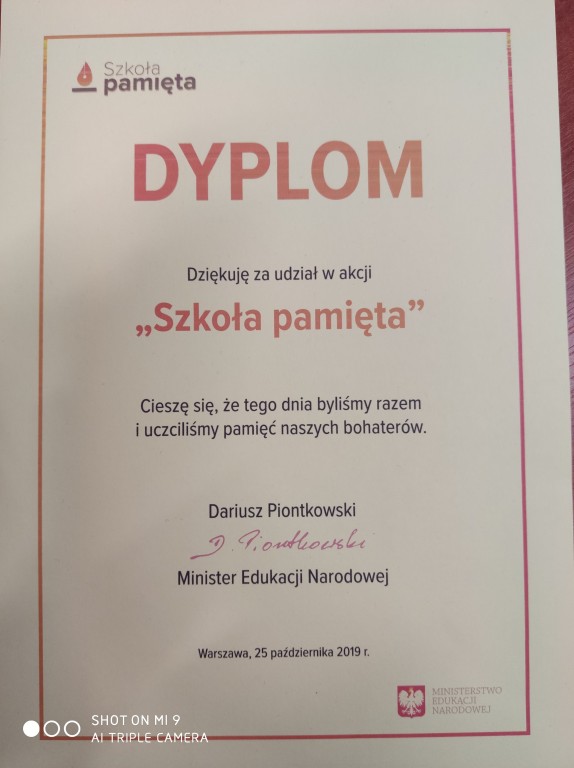 Szkoła
pamięta
DYPLOM
Dziękuję za udział w akcji
„Szkoła pamięta”
Cieszę się, że tego dnia byliśmy razem
i uczciliśmy pamięć naszych bohaterów.
Dariusz Piontkowski
D. Piontkowski
Minister Edukacji Narodowej
Warszawa, 25 października 2019 r.
MINISTERSTWO
EDUKACJI
NARODOWEJ
SHOT ON MI 9
AI TRIPLE CAMERA